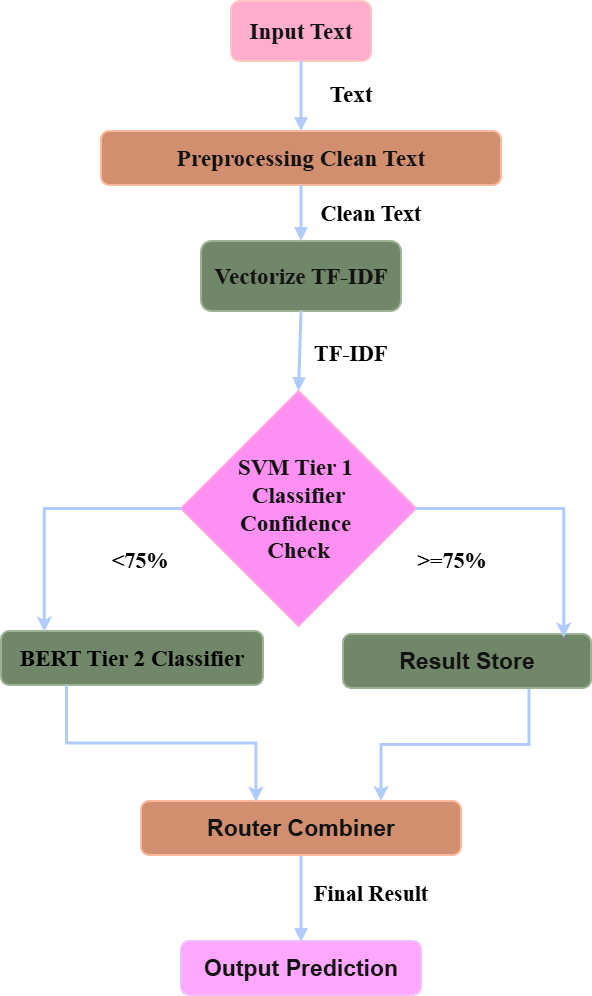 Input Text
Text
Preprocessing Clean Text
Clean Text
Vectorize TF-IDF
TF-IDF
SVM Tier 1
Classifier
Confidence
Check
<75%
>=75%
BERT Tier 2 Classifier
Result Store
Router Combiner
Final Result
Output Prediction